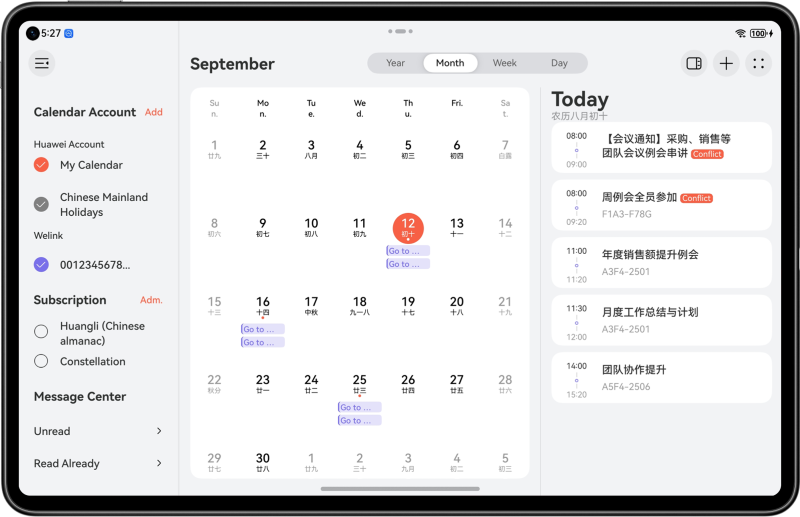 5:27
100
September
Year Month Week Day
Calendar Account Add
Huawei Account
My Calendar
Chinese Mainland
Holidays
Welink
0012345678...
Subscription Adm.
Huangli (Chinese
almanac)
Constellation
Message Center
Unread
Read Already
Su Mo Tu We Th Fri. Sa
n. n. e. d. u. t.
1 2 3 4 5 6 7
廿九 三十 八月 初二 初三 初四 白露
8 9 10 11 12 13 14
初六 初七 初八 初九 初十 十一 十二
Go to ...
Go to ...
15 16 17 18 19 20 21
十三 十四 中秋 九一八 十七 十八 十九
Go to ...
Go to ...
22 23 24 25 26 27 28
秋分 廿一 廿二 廿三 廿四 廿五 廿六
Go to ...
Go to ...
29 30 1 2 3 4 5
廿七 廿八 廿九 三十 九月 初二 初三
Today
农历八月初十
08:00 【会议通知】采购、销售等
团队会议例会串讲 Conflict
09:00
08:00 周例会全员参加 Conflict
09:20 F1A3-F78G
11:00 年度销售额提升例会
11:20 A3F4-2501
11:30 月度工作总结与计划
12:00 A3F4-2501
14:00 团队协作提升
15:20 A5F4-2506